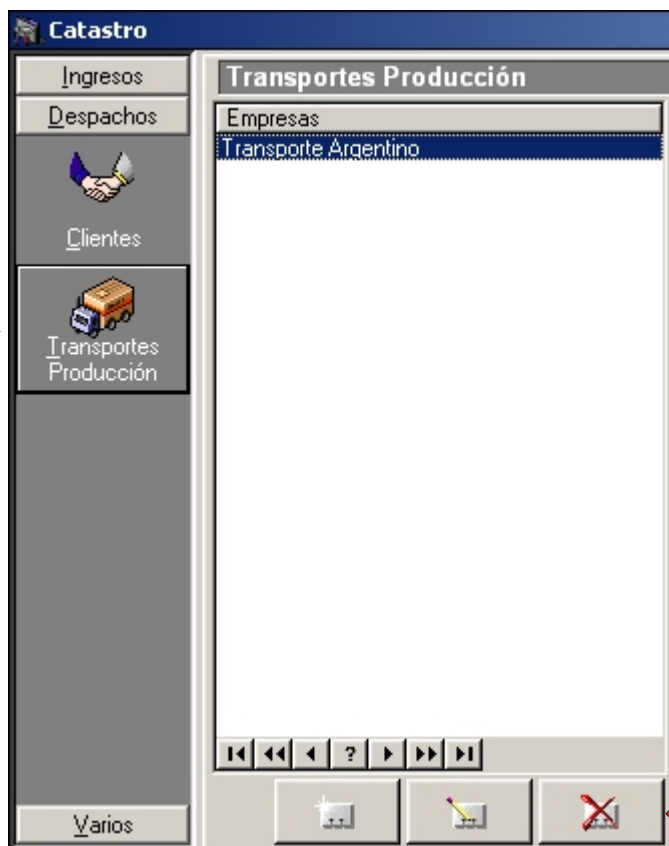 Catastro
Ingresos
Despachos
Clientes
Transportes
Producción
Varios
Transportes Producción
Empresas
Transporte Argentino
?